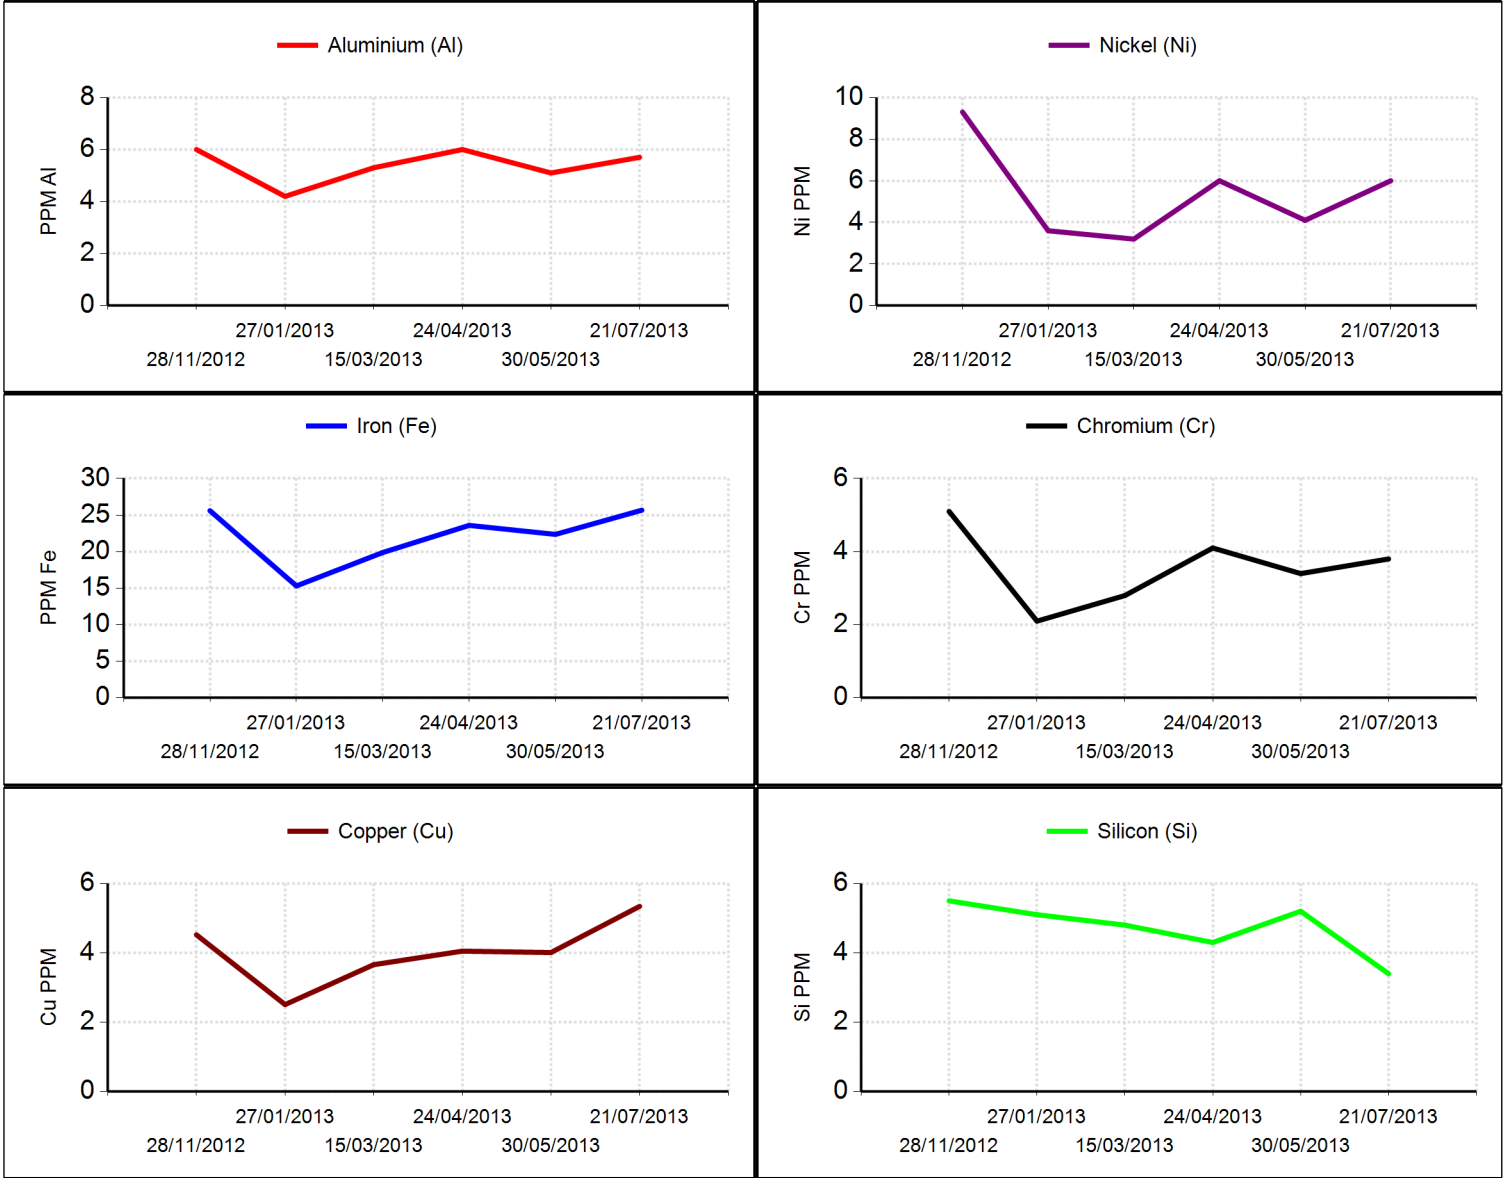 Aluminium (Al)
PPM Al
8
6
4
2
0
27/01/2013 24/04/2013 21/07/2013
28/11/2012 15/03/2013 30/05/2013
Nickel (Ni)
Ni PPM
10
8
6
4
2
0
27/01/2013 24/04/2013 21/07/2013
28/11/2012 15/03/2013 30/05/2013
Iron (Fe)
PPM Fe
30
25
20
15
10
5
0
27/01/2013 24/04/2013 21/07/2013
28/11/2012 15/03/2013 30/05/2013
Chromium (Cr)
Cr PPM
6
4
2
0
27/01/2013 24/04/2013 21/07/2013
28/11/2012 15/03/2013 30/05/2013
Copper (Cu)
Cu PPM
6
4
2
0
27/01/2013 24/04/2013 21/07/2013
28/11/2012 15/03/2013 30/05/2013
Silicon (Si)
Si PPM
6
4
2
0
27/01/2013 24/04/2013 21/07/2013
28/11/2012 15/03/2013 30/05/2013